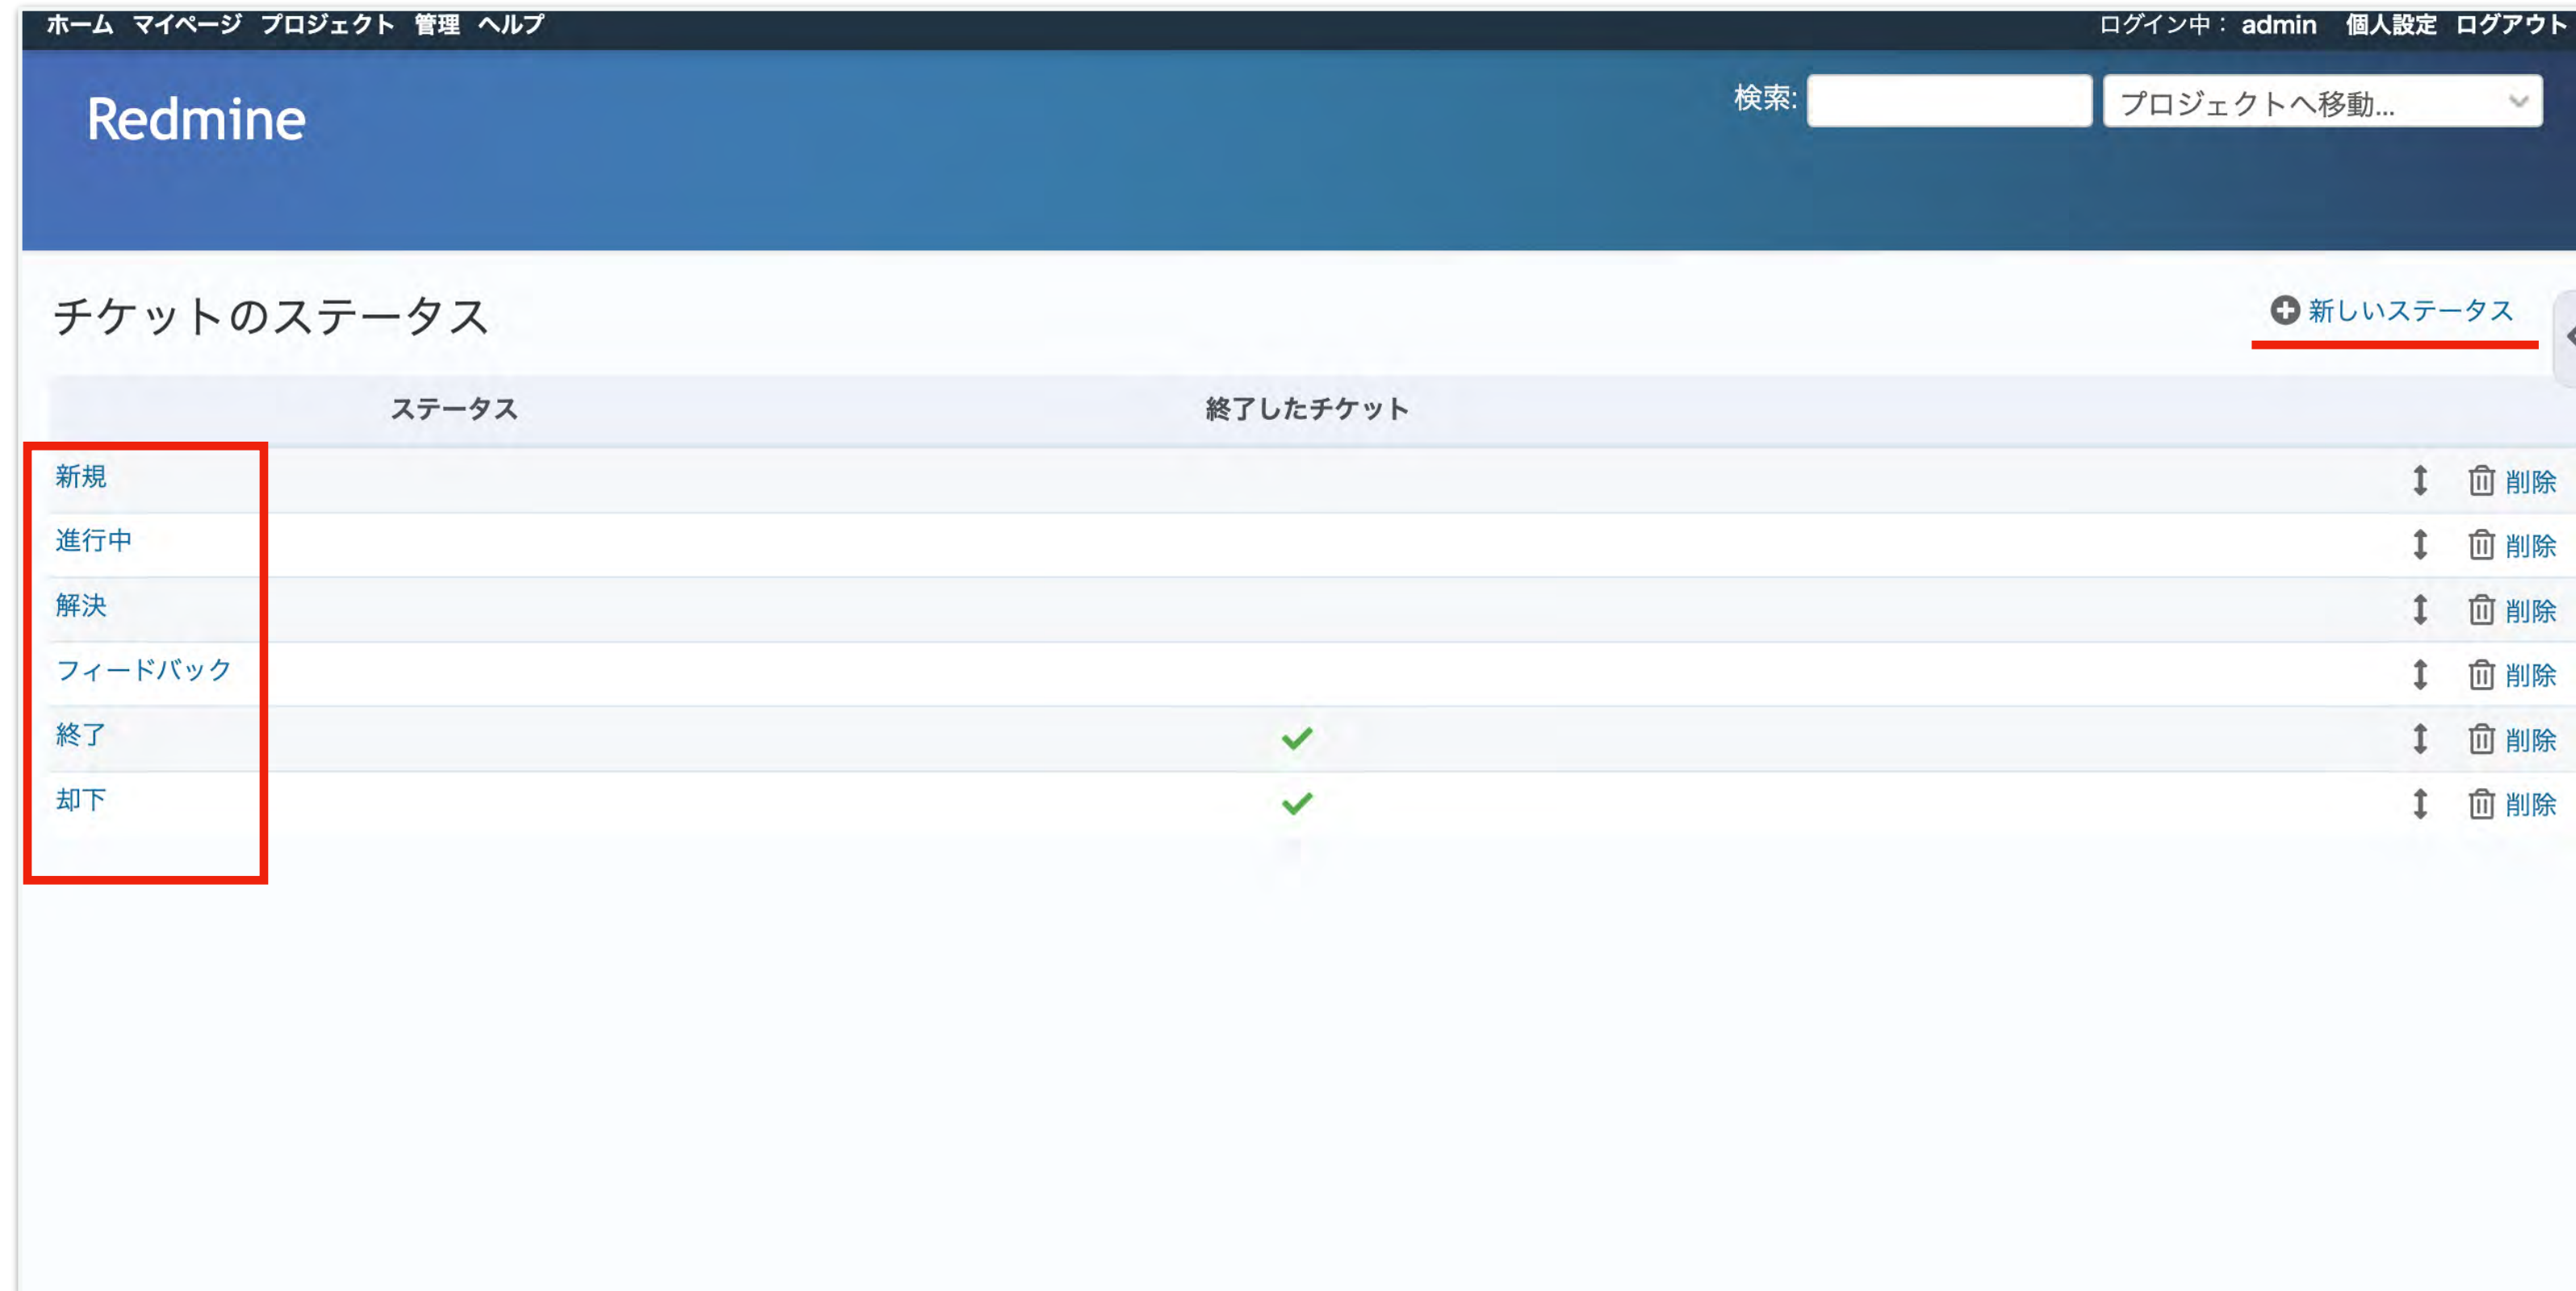 ホーム マイページ プロジェクト 管理 ヘルプ ログイン中： admin 個人設定 ログアウト
Redmine
検索: プロジェクトへ移動...
チケットのステータス
新しいステータス
ステータス 終了したチケット
新規 削除
進行中 削除
解決 削除
フィードバック 削除
終了 削除
却下 削除